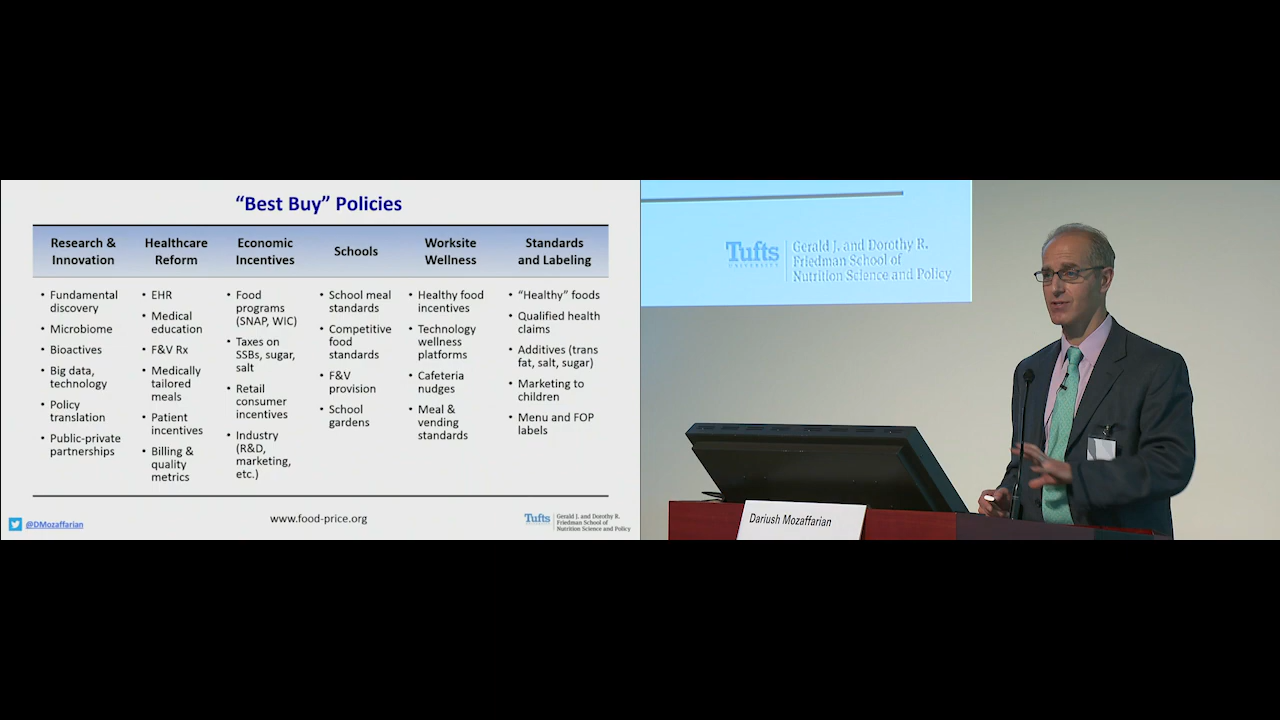 “Best Buy” Policies
Research &
Innovation
Healthcare
Reform
Economic
Incentives
Schools
Worksite
Wellness
Standards
and Labeling
• Fundamental
discovery
• Microbiome
• Bioactives
• Big data,
technology
• Policy
translation
• Public-private
partnerships
• EHR
• Medical
education
• F&V Rx
• Medically
tailored
meals
• Patient
incentives
• Billing &
quality
metrics
• Food
programs
(SNAP, WIC)
• Taxes on
SSBs, sugar,
salt
• Retail
consumer
incentives
• Industry
(R&D,
marketing,
etc.)
• School meal
standards
• Competitive
food
standards
• F&V
provision
• School
gardens
• Healthy food
incentives
• Technology
wellness
platforms
• Cafeteria
nudges
• Meal &
vending
standards
• “Healthy” foods
• Qualified health
claims
• Additives (trans
fat, salt, sugar)
• Marketing to
children
• Menu and FOP
labels
@DMozaffarian
www.food-price.org
Tufts
Gerald J. and Dorothy R.
Friedman School of
Nutrition Science and Policy
Tufts
UNIVERSITY
Gerald J. and Dorothy R.
Friedman School of
Nutrition Science and Policy
Dariush Mozaffarian